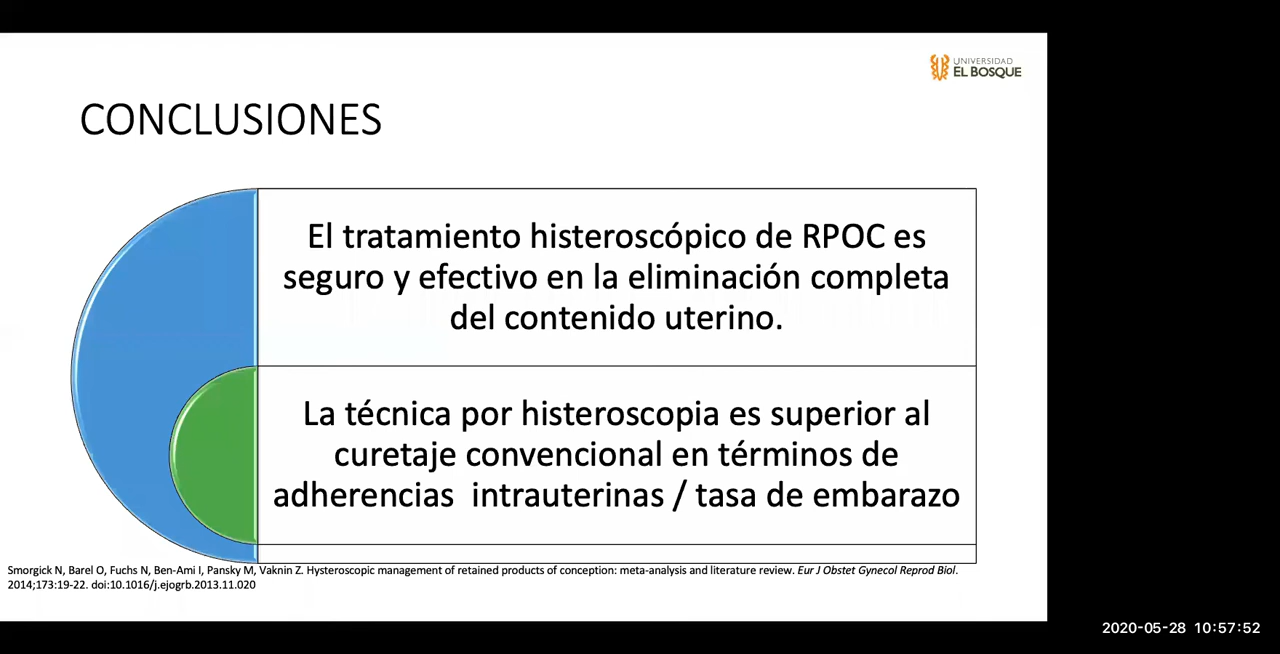 UNIVERSIDAD
EL BOSQUE
CONCLUSIONES
El tratamiento histeroscópico de RPOC es
seguro y efectivo en la eliminación completa
del contenido uterino.
La técnica por histeroscopia es superior al
curetaje convencional en términos de
adherencias intrauterinas / tasa de embarazo
Smorgick N, Barel O, Fuchs N, Ben-Ami I, Pansky M, Vaknin Z. Hysteroscopic management of retained products of conception: meta-analysis and literature review. Eur J Obstet Gynecol Reprod Biol.
2014;173:19-22. doi:10.1016/j.ejogrb.2013.11.020
2020-05-28 10:57:52